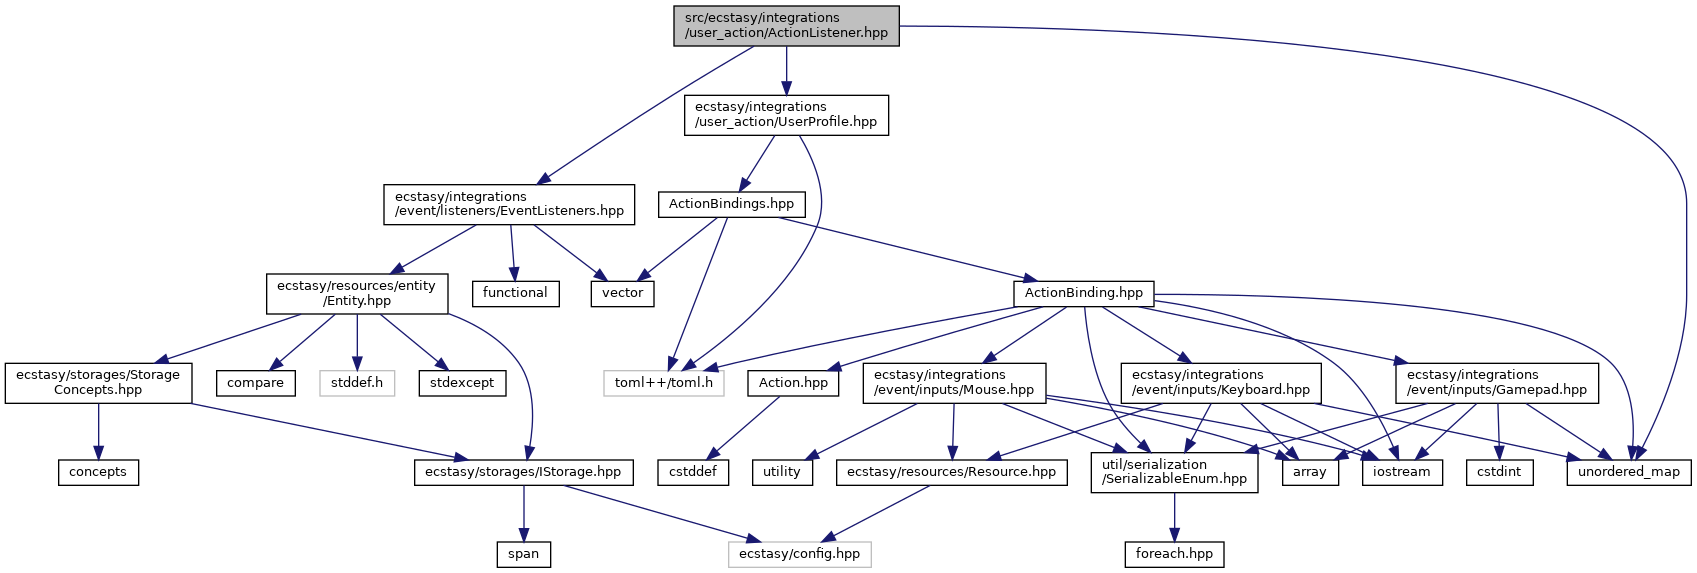 src/ecstasy/integrations
/user_action/ActionListener.hpp
ecstasy/integrations
/user_action/UserProfile.hpp
ecstasy/integrations
/event/listeners/EventListeners.hpp
ActionBindings.hpp
ecstasy/resources/entity
/Entity.hpp
functional
vector
ActionBinding.hpp
ecstasy/storages/Storage
Concepts.hpp
compare
stddef.h
stdexcept
toml++/toml.h
Action.hpp
ecstasy/integrations
/event/inputs/Mouse.hpp
ecstasy/integrations
/event/inputs/Keyboard.hpp
ecstasy/integrations
/event/inputs/Gamepad.hpp
concepts
ecstasy/storages/IStorage.hpp
cstddef
utility
ecstasy/resources/Resource.hpp
util/serialization
/SerializableEnum.hpp
array
iostream
cstdint
unordered_map
span
ecstasy/config.hpp
foreach.hpp